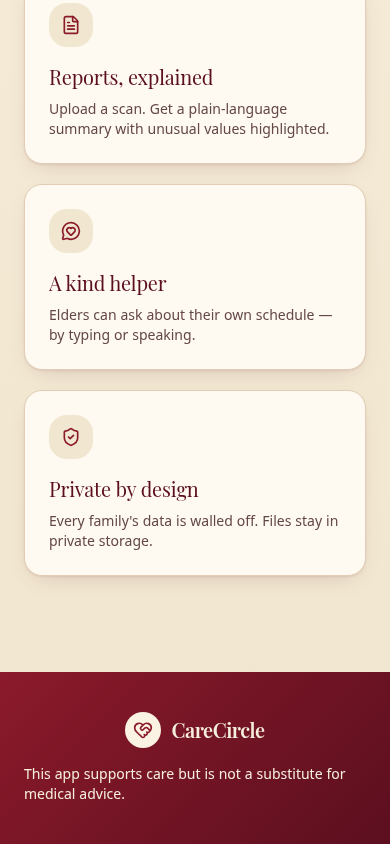 Reports, explained
Upload a scan. Get a plain-language
summary with unusual values highlighted.
A kind helper
Elders can ask about their own schedule —
by typing or speaking.
Private by design
Every family's data is walled off. Files stay in
private storage.
CareCircle
This app supports care but is not a substitute for
medical advice.